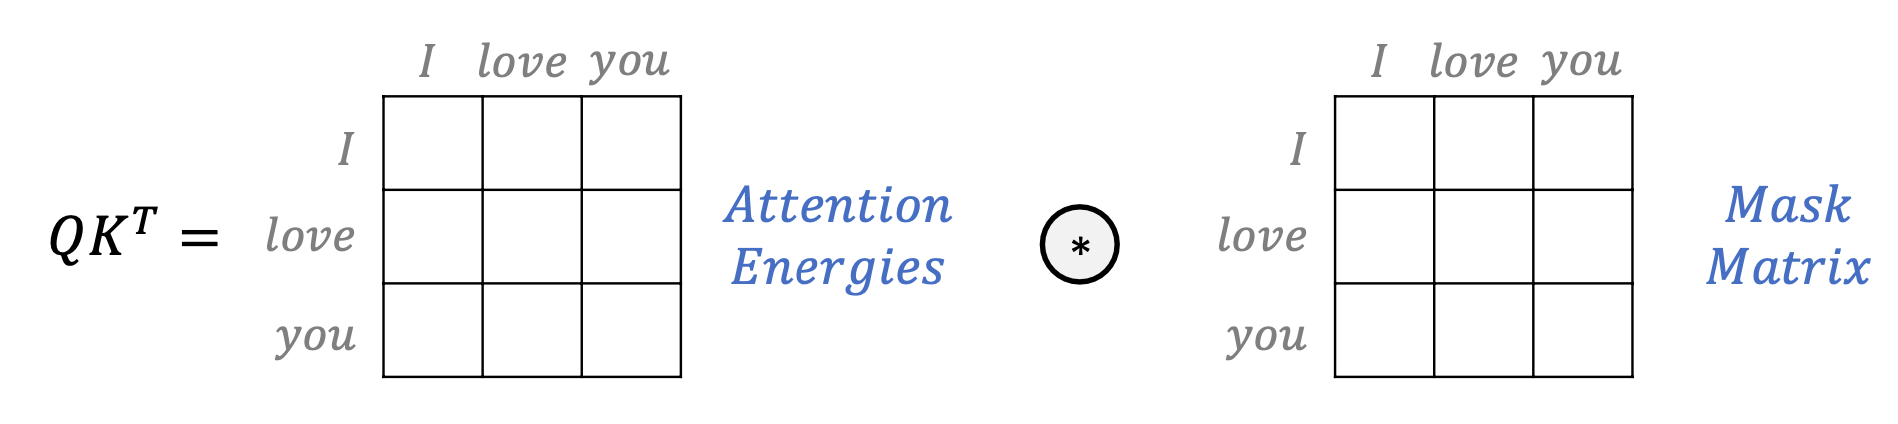 I love you
I love you
I
I
QK^T =
love
Attention
Energies
*
love
Mask
Matrix
you
you